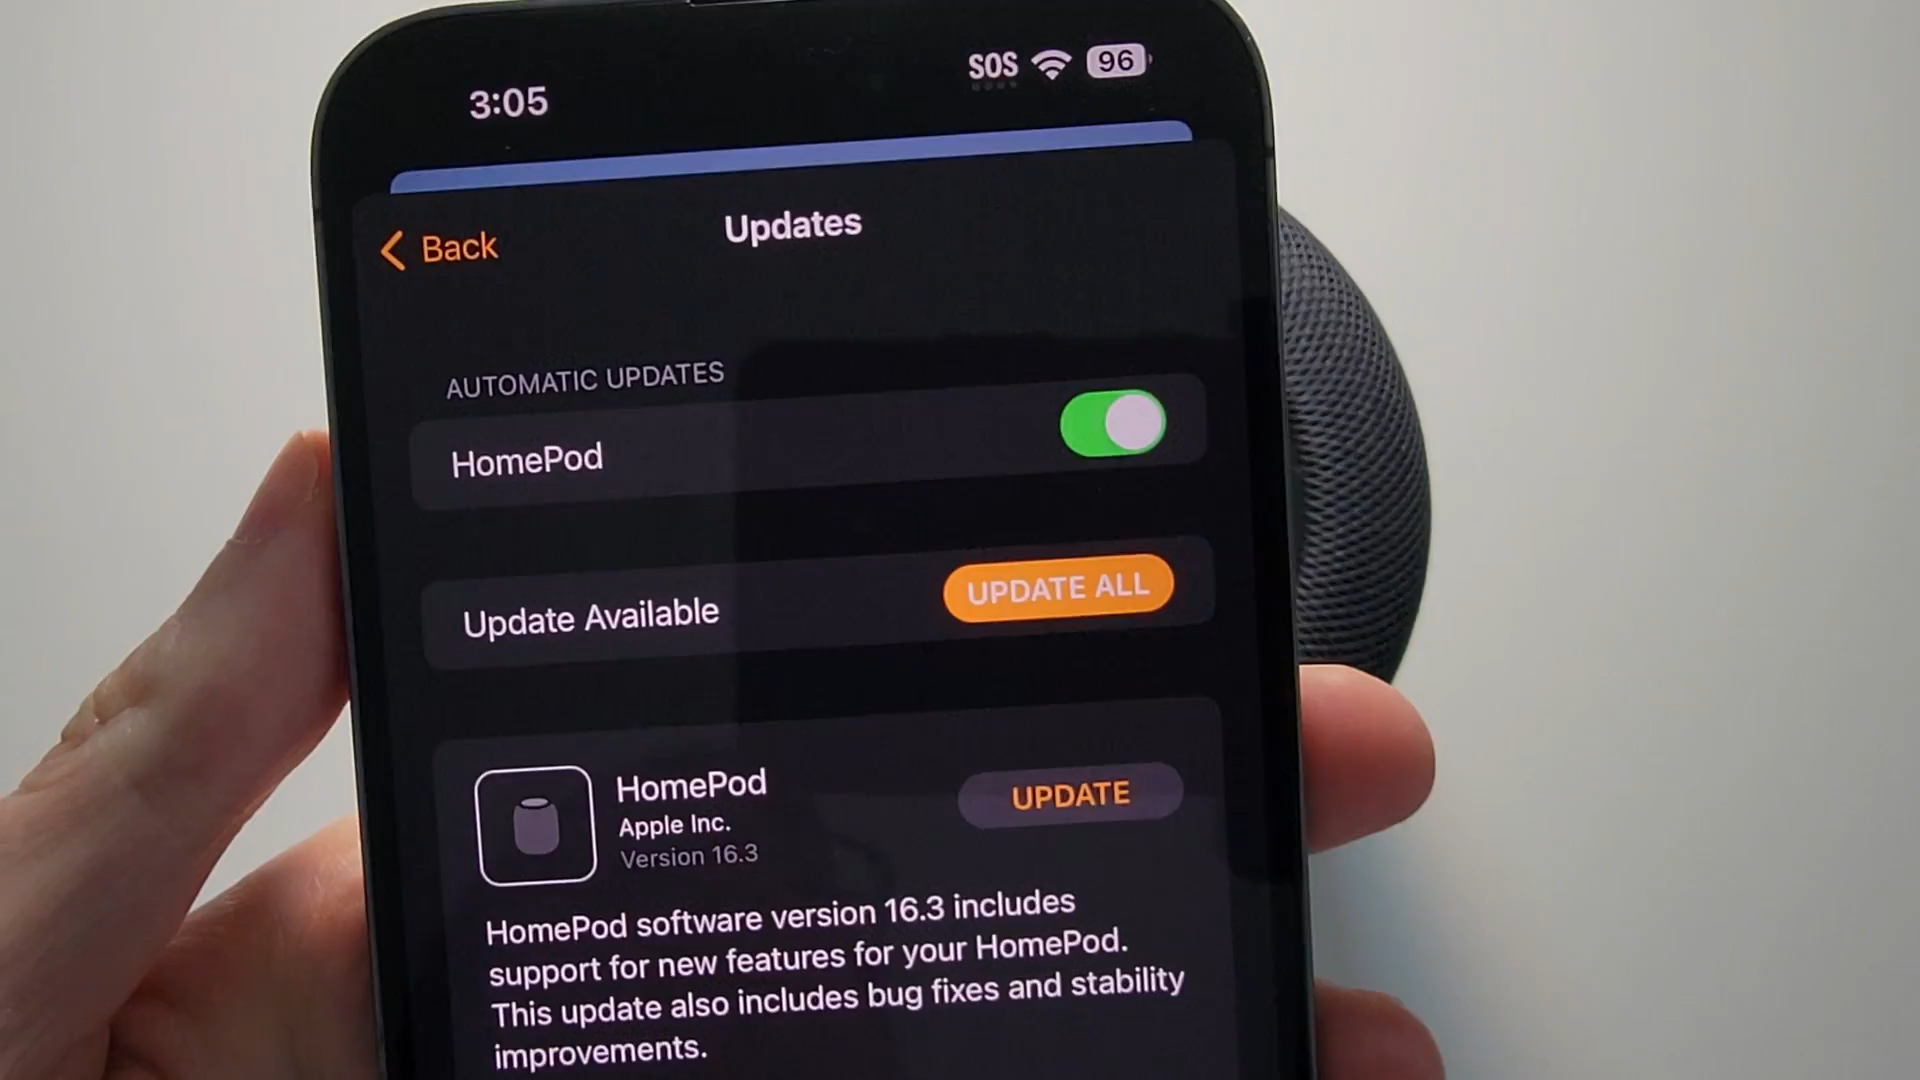 3:05
SOS 96
Back
Updates
AUTOMATIC UPDATES
HomePod
Update Available
UPDATE ALL
HomePod
Apple Inc.
Version 16.3
UPDATE
HomePod software version 16.3 includes
support for new features for your HomePod.
This update also includes bug fixes and stability
improvements.